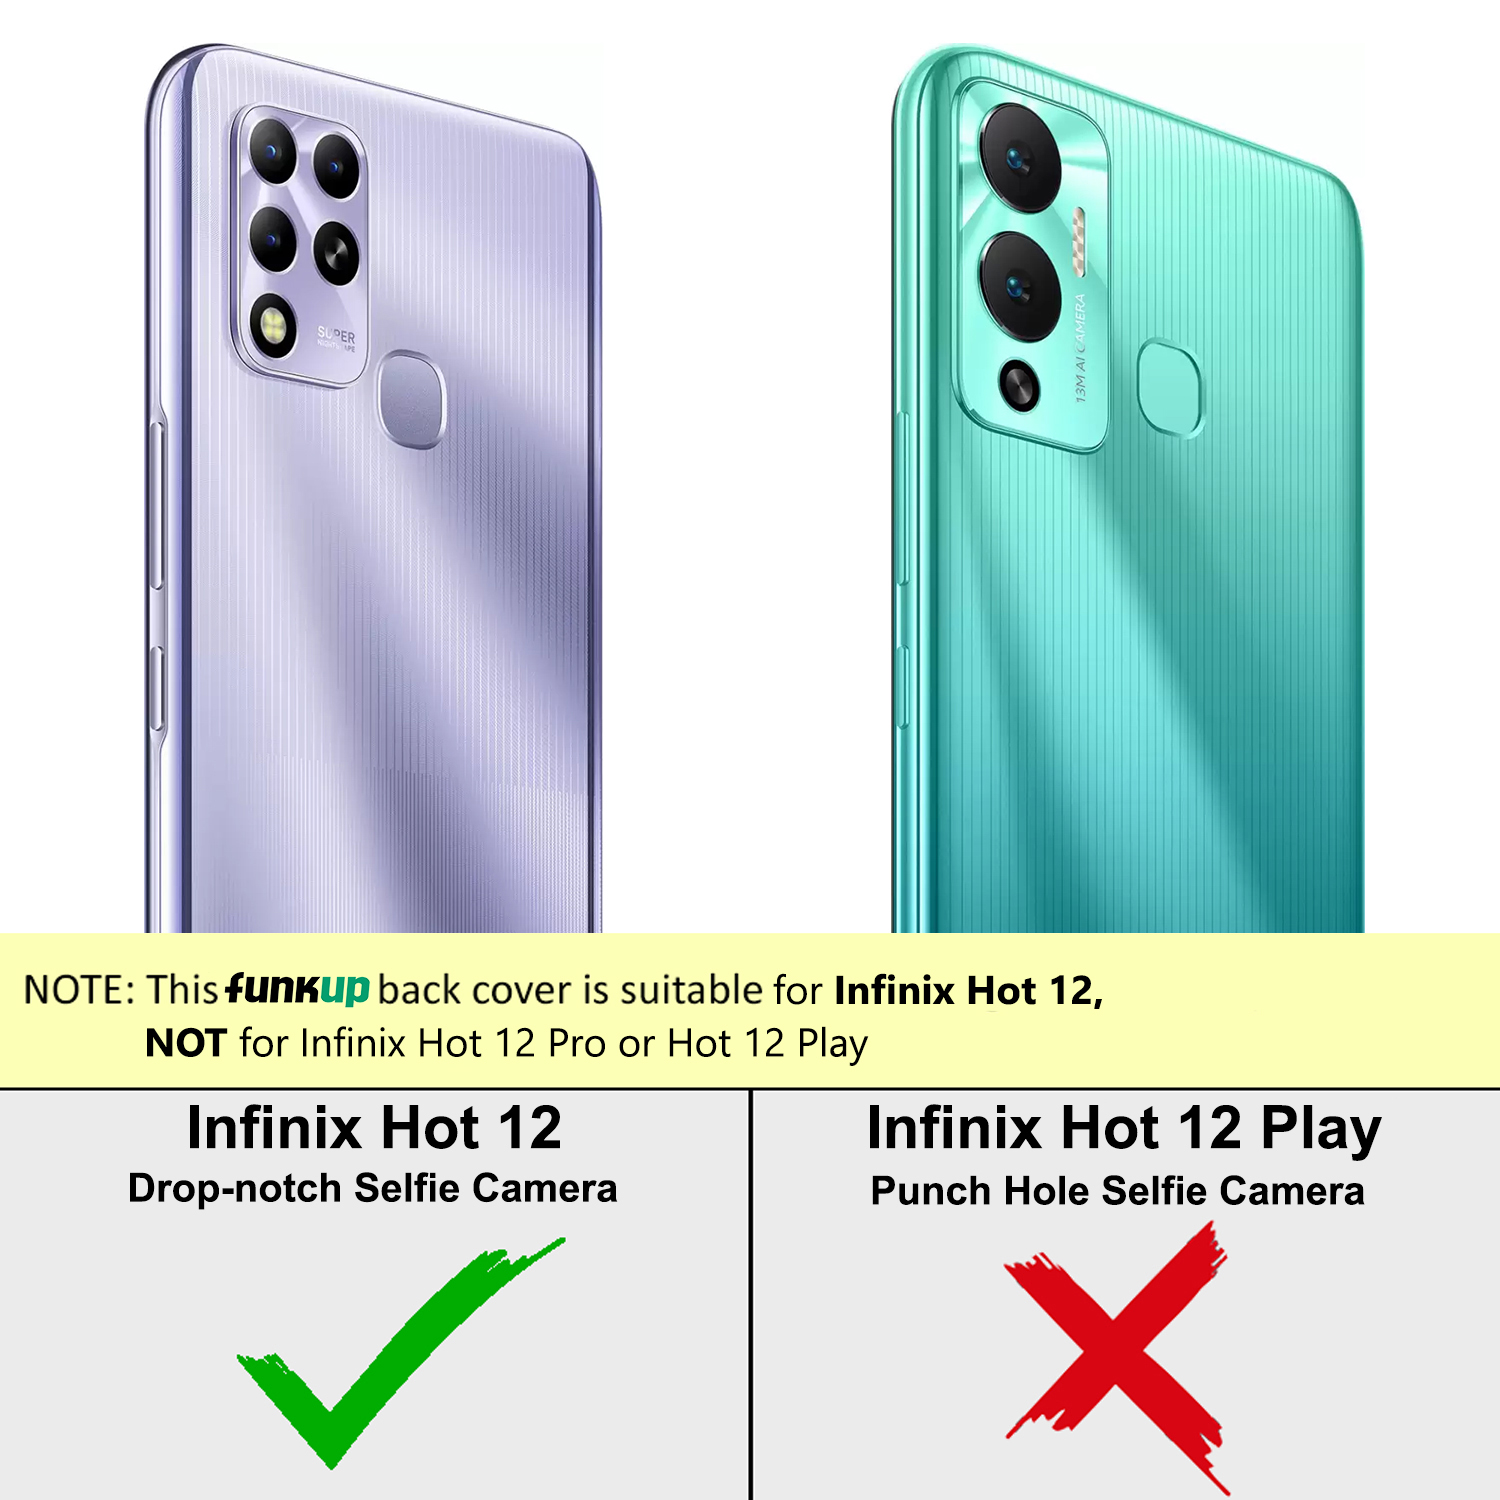 SUPER
13M AI CAMERA
NOTE: This funkup back cover is suitable for Infinix Hot 12,
NOT for Infinix Hot 12 Pro or Hot 12 Play
Infinix Hot 12
Drop-notch Selfie Camera
Infinix Hot 12 Play
Punch Hole Selfie Camera